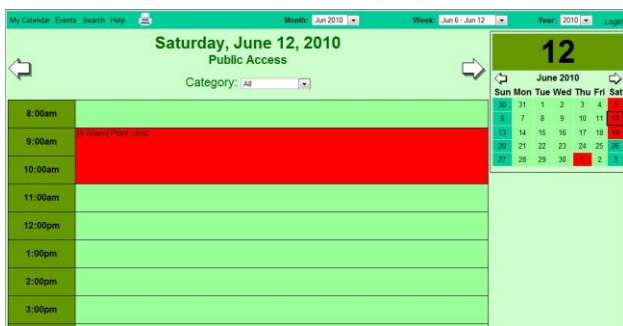 My Calendar Events Search Help Month: Jun 2010 Week: Jun 6 - Jun 12 Year: 2010 Login
Saturday, June 12, 2010
Public Access
Category: All
8:00am
9:00am [9:00am] Plant clinic
10:00am
11:00am
12:00pm
1:00pm
2:00pm
3:00pm
12
June 2010
Sun Mon Tue Wed Thu Fri Sat
30 31 1 2 3 4 5
6 7 8 9 10 11 12
13 14 15 16 17 18 19
20 21 22 23 24 25 26
27 28 29 30 1 2 3